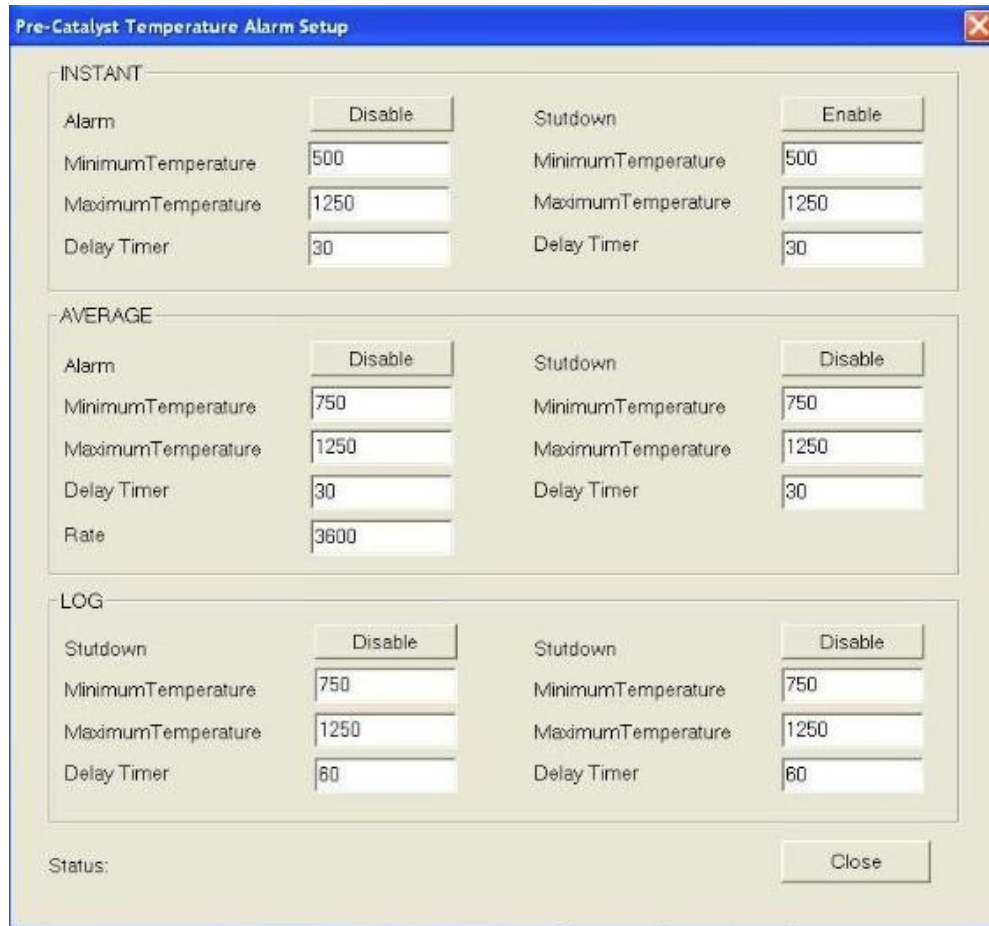 Pre-Catalyst Temperature Alarm Setup
INSTANT
Alarm Disable Stutdown Enable
MinimumTemperature 500 MinimumTemperature 500
MaximumTemperature 1250 MaximumTemperature 1250
Delay Timer 30 Delay Timer 30
AVERAGE
Alarm Disable Stutdown Disable
MinimumTemperature 750 MinimumTemperature 750
MaximumTemperature 1250 MaximumTemperature 1250
Delay Timer 30 Delay Timer 30
Rate 3600
LOG
Stutdown Disable Stutdown Disable
MinimumTemperature 750 MinimumTemperature 750
MaximumTemperature 1250 MaximumTemperature 1250
Delay Timer 60 Delay Timer 60
Status: Close